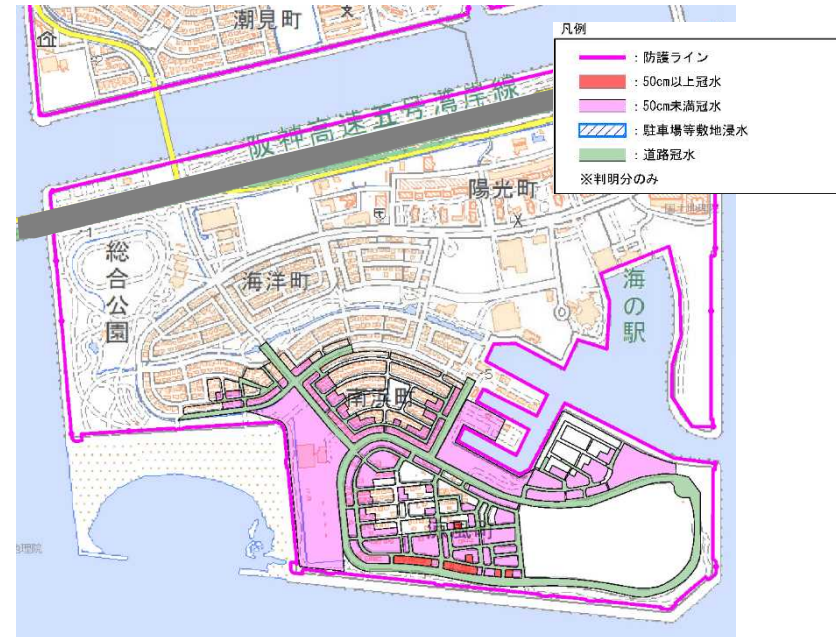 潮見町
凡例
: 防護ライン
: 50cm以上冠水
: 50cm未満冠水
: 駐車場等敷地浸水
: 道路冠水
※判明分のみ
阪神高速五号湾岸線
陽光町
総合公園
海洋町
海の駅
南浜町
涼風町